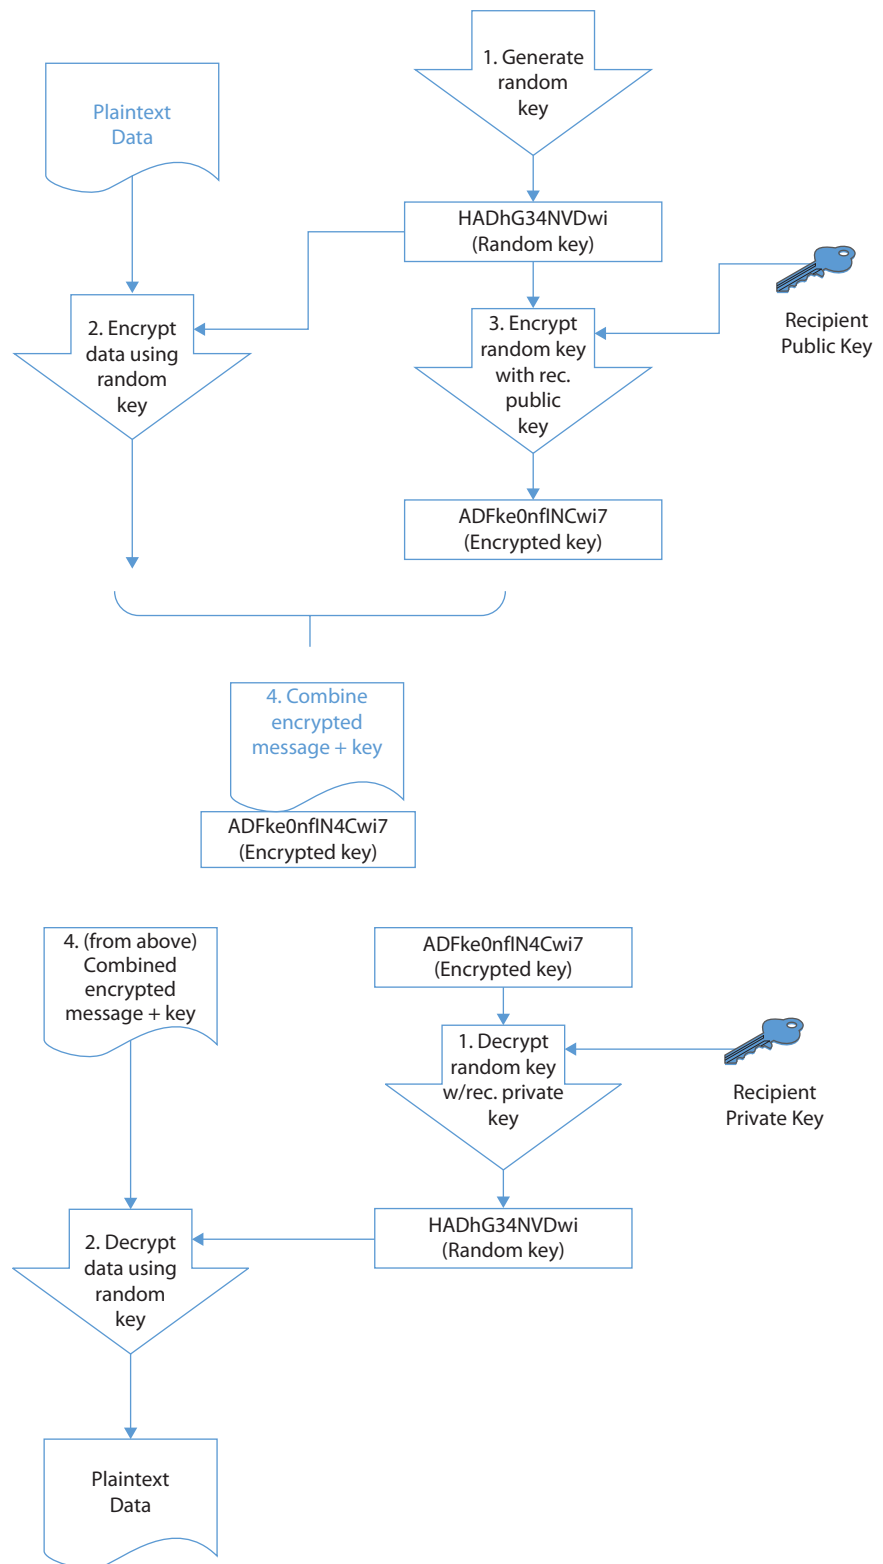 1. Generate
random
key
Plaintext
Data
HADhG34NVDwi
(Random key)
2. Encrypt
data using
random
key
3. Encrypt
random key
with rec.
public
key
Recipient
Public Key
ADFke0nfINCwi7
(Encrypted key)
4. Combine
encrypted
message + key
ADFke0nfIN4Cwi7
(Encrypted key)
4. (from above)
Combined
encrypted
message + key
ADFke0nfIN4Cwi7
(Encrypted key)
1. Decrypt
random key
w/rec. private
key
Recipient
Private Key
HADhG34NVDwi
(Random key)
2. Decrypt
data using
random
key
Plaintext
Data